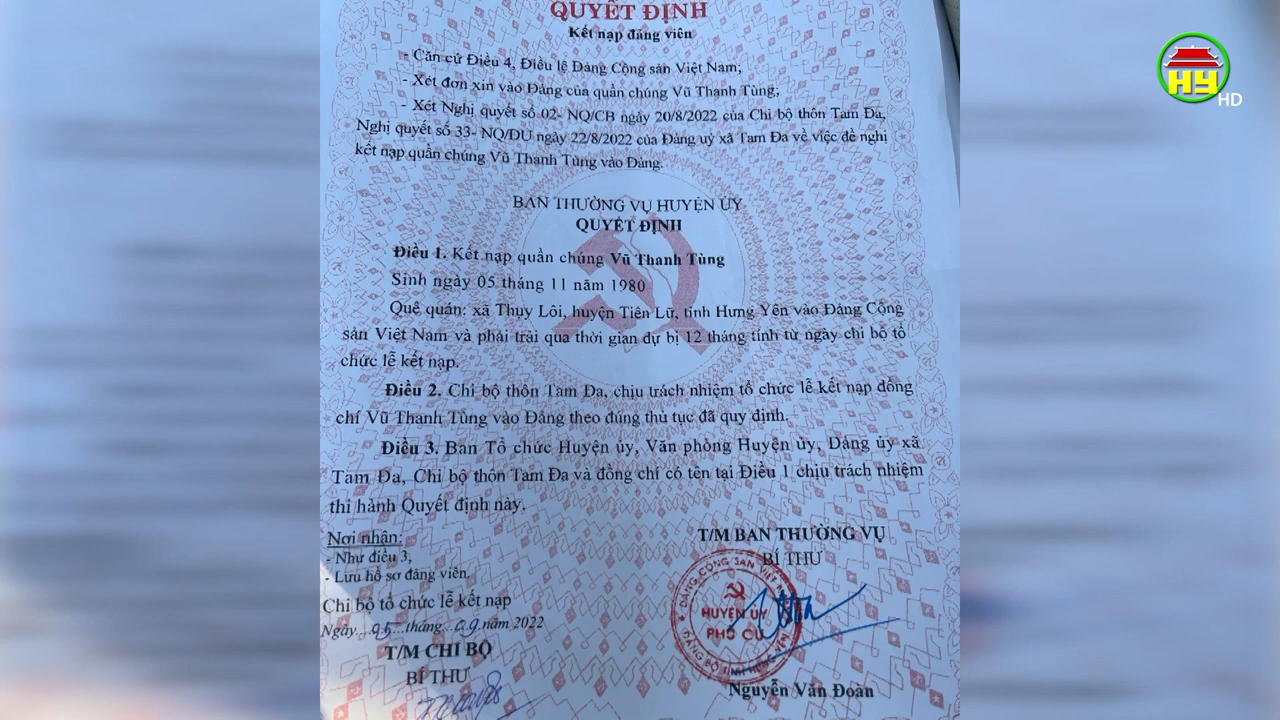 QUYẾT ĐỊNH
Kết nạp đảng viên
- Căn cứ Điều 4, Điều lệ Đảng Cộng sản Việt Nam;
- Xét đơn xin vào Đảng của quần chúng Vũ Thanh Tùng;
- Xét Nghị quyết số 02- NQ/CB ngày 20/8/2022 của Chi bộ thôn Tam Đa,
Nghị quyết số 33- NQ/ĐU ngày 22/8/2022 của Đảng uỷ xã Tam Đa về việc đề nghị
kết nạp quần chúng Vũ Thanh Tùng vào Đảng.
BAN THƯỜNG VỤ HUYỆN ỦY
QUYẾT ĐỊNH
Điều 1. Kết nạp quần chúng Vũ Thanh Tùng
Sinh ngày 05 tháng 11 năm 1980
Quê quán: xã Thụy Lôi, huyện Tiên Lữ, tỉnh Hưng Yên vào Đảng Cộng
sản Việt Nam và phải trải qua thời gian dự bị 12 tháng tính từ ngày chi bộ tổ
chức lễ kết nạp.
Điều 2. Chi bộ thôn Tam Đa, chịu trách nhiệm tổ chức lễ kết nạp đồng
chí Vũ Thanh Tùng vào Đảng theo đúng thủ tục đã quy định.
Điều 3. Ban Tổ chức Huyện ủy, Văn phòng Huyện ủy, Đảng ủy xã
Tam Đa, Chi bộ thôn Tam Đa và đồng chí có tên tại Điều 1 chịu trách nhiệm
thi hành Quyết định này.
Nơi nhận:
- Như điều 3,
- Lưu hồ sơ đảng viên.
Chi bộ tổ chức lễ kết nạp
Ngày...05...tháng...09.năm 2022
T/M CHI BỘ
BÍ THƯ
T/M BAN THƯỜNG VỤ
BÍ THƯ
ĐẢNG CỘNG SẢN VIỆT NAM
HUYỆN ỦY
PHÙ CỪ
ĐẢNG BỘ TỈNH HƯNG YÊN
Nguyễn Văn Đoàn
HY
HD